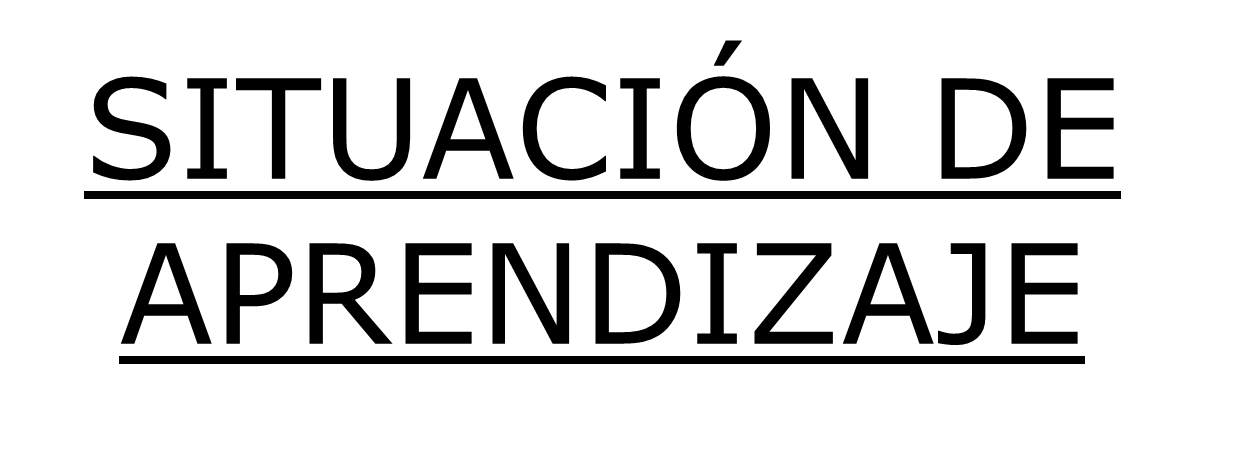 SITUACIÓN DE
APRENDIZAJE